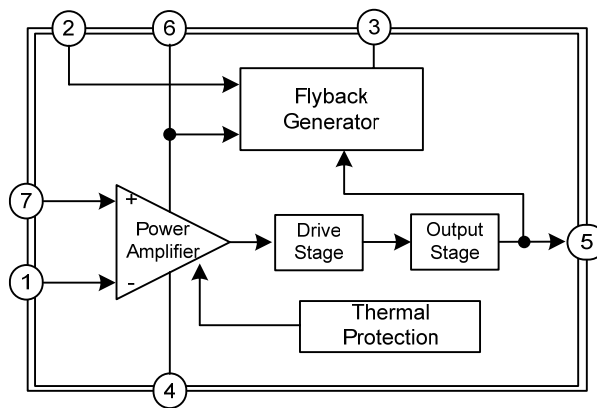 2
6
3
Flyback
Generator
7
+
Power
Amplifier
-
1
Drive
Stage
Output
Stage
5
Thermal
Protection
4